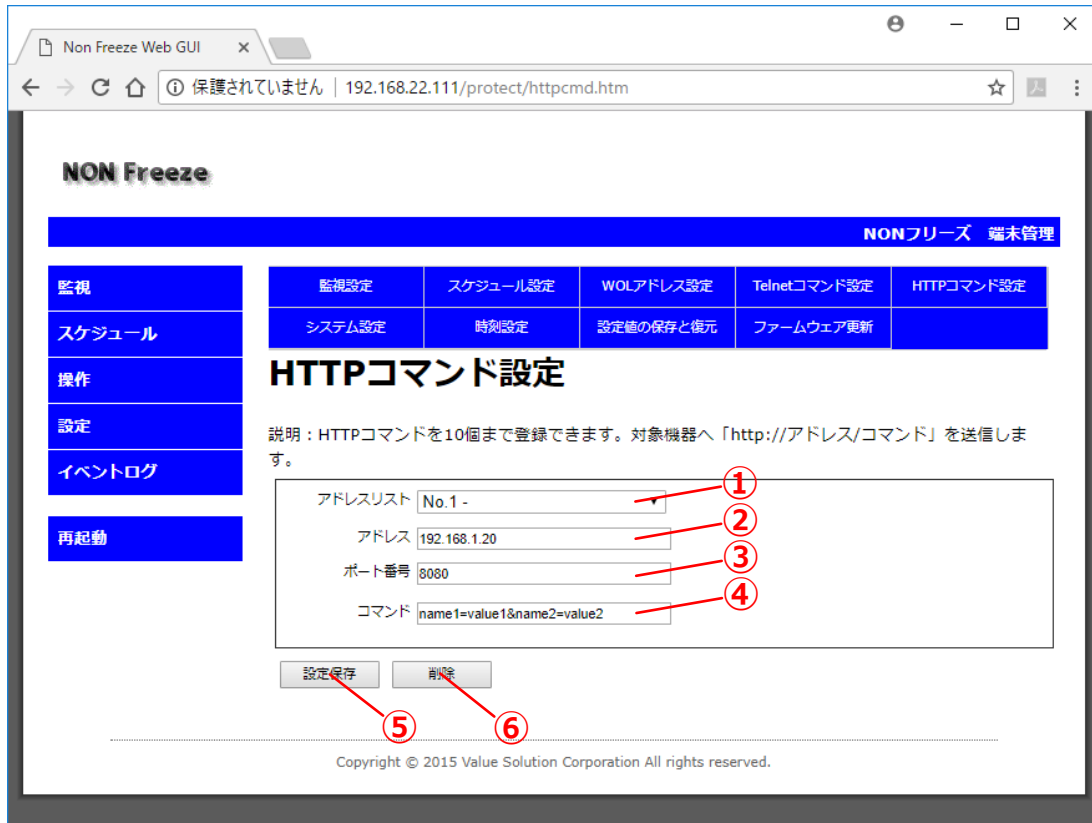 Non Freeze Web GUI
保護されていません | 192.168.22.111/protect/httpcmd.htm
NON Freeze
NONフリーズ 端末管理
監視
スケジュール
操作
設定
イベントログ
再起動
監視設定 スケジュール設定 WOLアドレス設定 Telnetコマンド設定 HTTPコマンド設定
システム設定 時刻設定 設定値の保存と復元 ファームウェア更新
HTTPコマンド設定
説明：HTTPコマンドを10個まで登録できます。対象機器へ「http://アドレス/コマンド」を送信しま
す。
アドレスリスト No.1 - ①
アドレス 192.168.1.20 ②
ポート番号 8080 ③
コマンド name1=value1&name2=value2 ④
設定保存 削除
⑤ ⑥
Copyright © 2015 Value Solution Corporation All rights reserved.